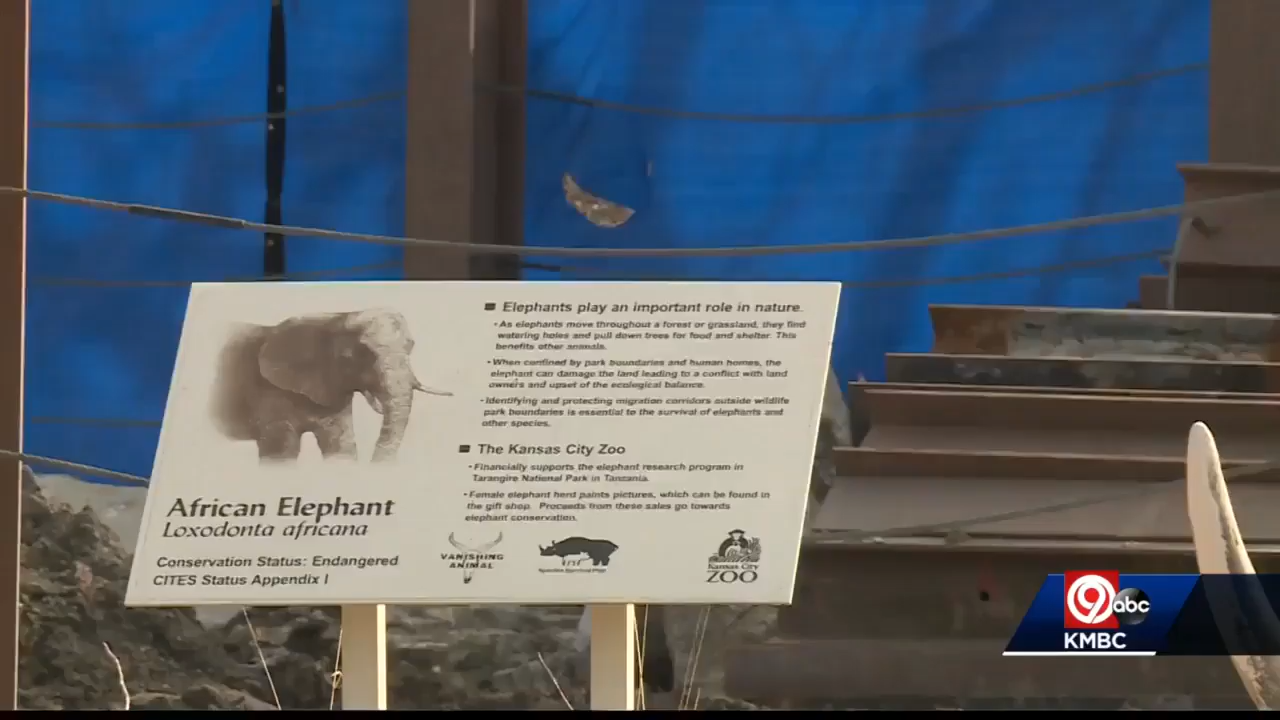 ■ Elephants play an important role in nature.
• As elephants move throughout a forest or grassland, they find
watering holes and pull down trees for food and shelter. This
benefits other animals.
• When confined by park boundaries and human homes, the
elephant can damage the land leading to a conflict with land
owners and upset of the ecological balance.
• Identifying and protecting migration corridors outside wildlife
park boundaries is essential to the survival of elephants and
other species.
■ The Kansas City Zoo
• Financially supports the elephant research program in
Tarangire National Park in Tanzania.
• Female elephant herd paints pictures, which can be found in
the gift shop. Proceeds from these sales go towards
elephant conservation.
African Elephant
Loxodonta africana
Conservation Status: Endangered
CITES Status Appendix I
VANISHING
ANIMAL
Kansas City
ZOO
9 abc
KMBC